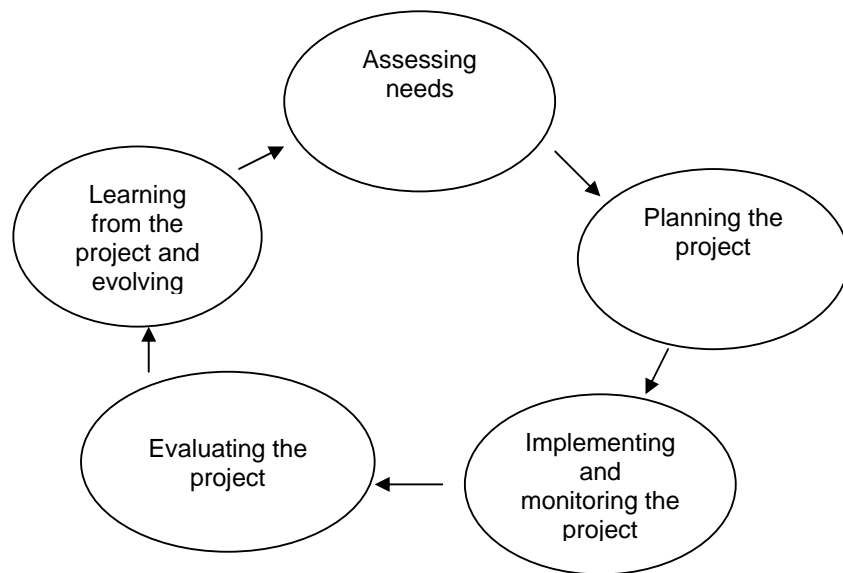 Assessing
needs
Planning the
project
Implementing
and
monitoring the
project
Evaluating the
project
Learning
from the
project and
evolving